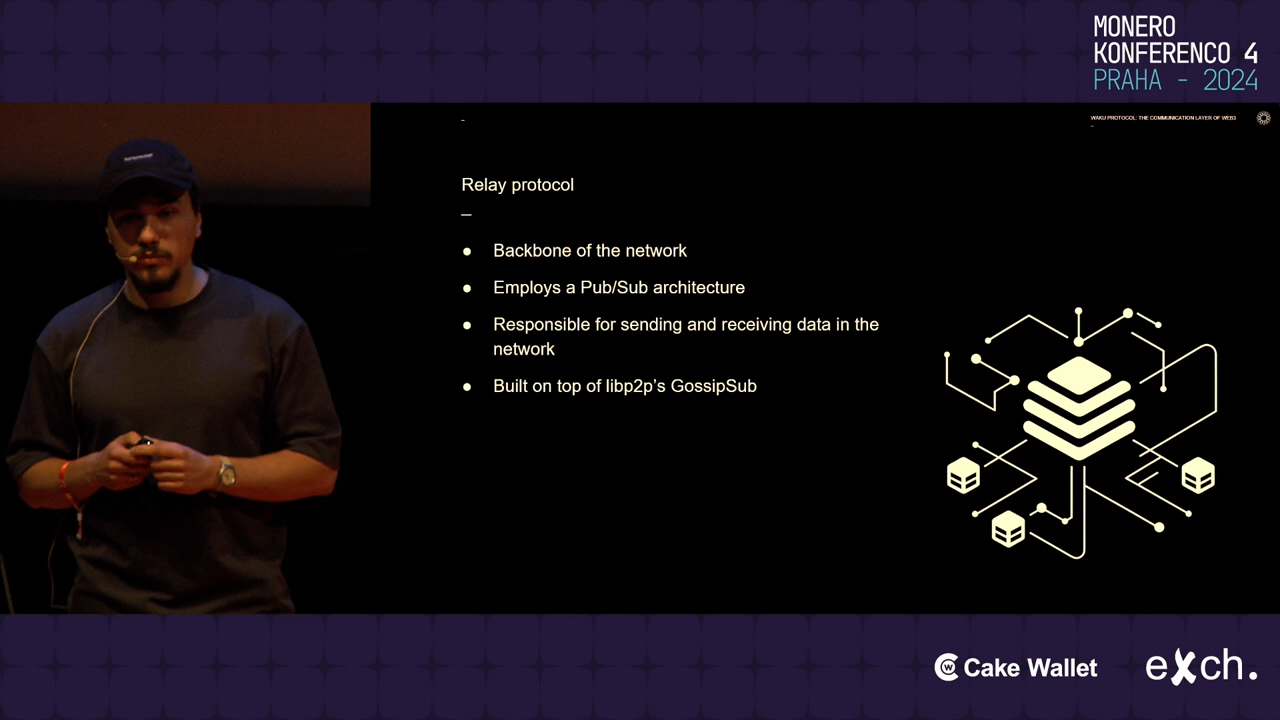 MONERO
KONFERENCO 4
PRAHA - 2024
WAKU PROTOCOL: THE COMMUNICATION LAYER OF WEB3
Relay protocol
—
● Backbone of the network
● Employs a Pub/Sub architecture
● Responsible for sending and receiving data in the
network
● Built on top of libp2p’s GossipSub
Cake Wallet
eXch.